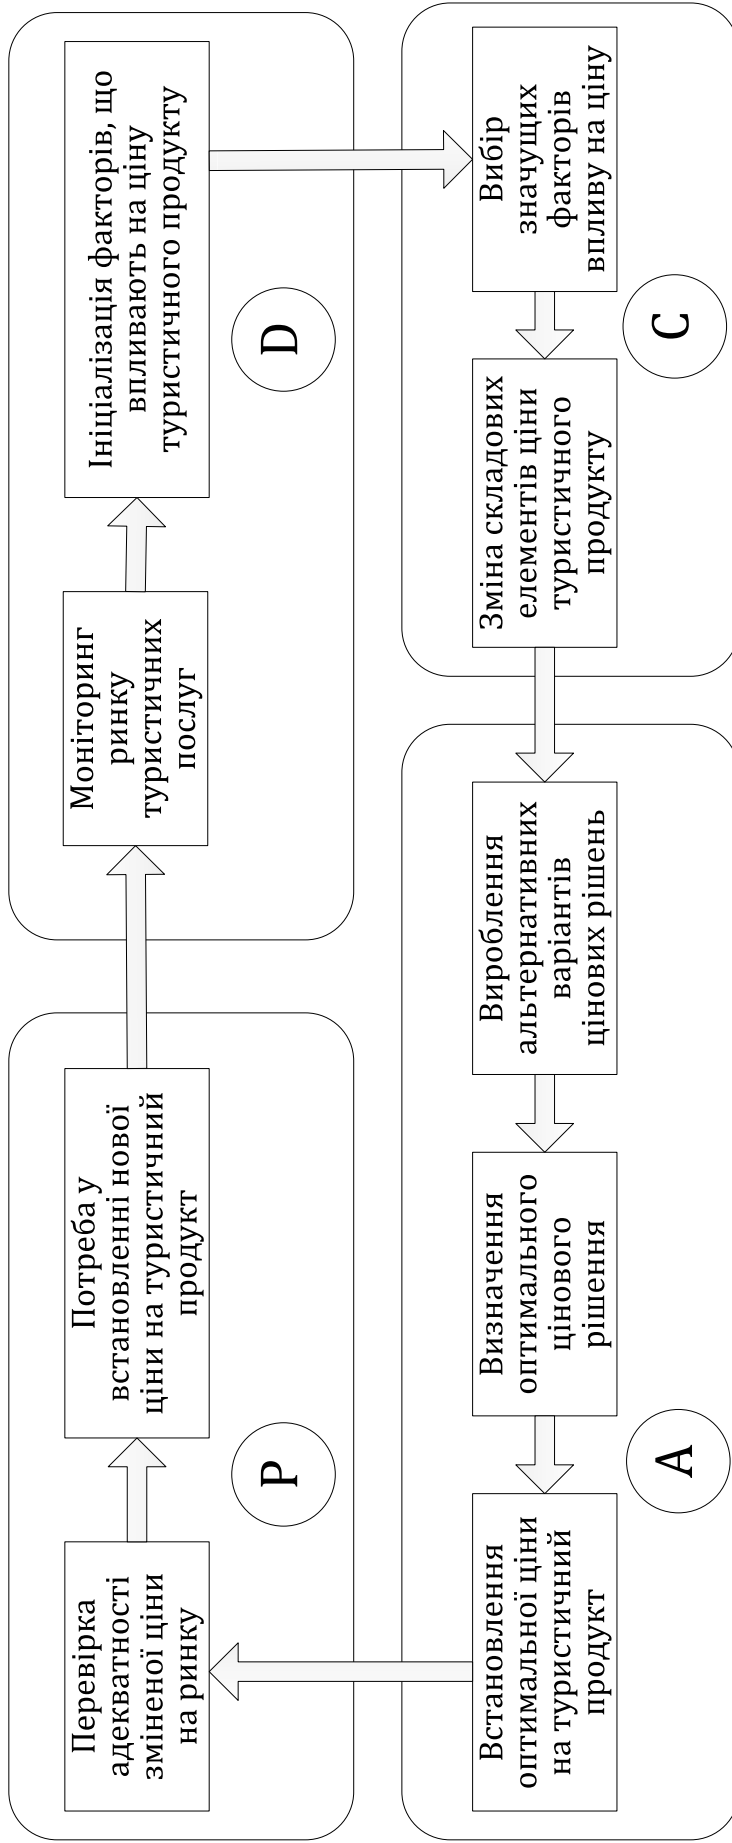 Перевірка
адекватності
зміненої ціни
на ринку
Потреба у
встановленні нової
ціни на туристичний
продукт
P
Моніторинг
ринку
туристичних
послуг
Ініціалізація факторів, що
впливають на ціну
туристичного продукту
D
Встановлення
оптимальної ціни
на туристичний
продукт
Визначення
оптимального
цінового
рішення
Вироблення
альтернативних
варіантів
цінових рішень
A
Зміна складових
елементів ціни
туристичного
продукту
Вибір
значущих
факторів
впливу на ціну
C